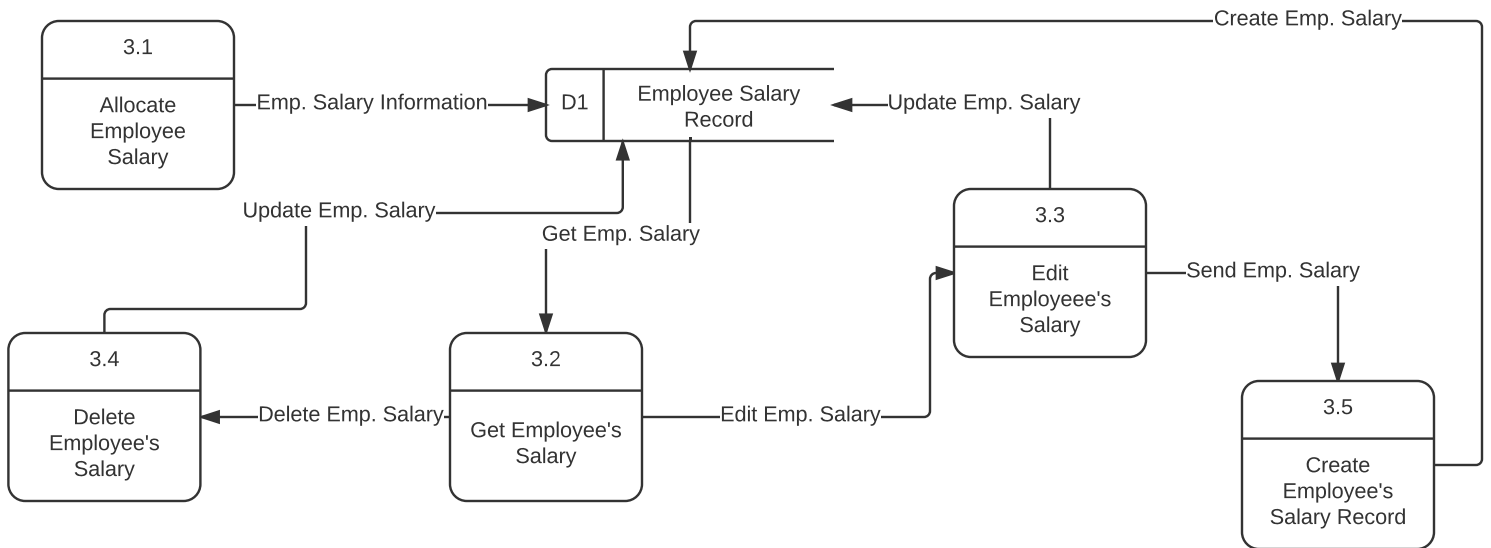 Create Emp. Salary
3.1
Allocate
Employee
Salary
Emp. Salary Information
D1
Employee Salary
Record
Update Emp. Salary
Update Emp. Salary
Get Emp. Salary
3.3
Edit
Employeee's
Salary
Send Emp. Salary
3.4
Delete
Employee's
Salary
Delete Emp. Salary
3.2
Get Employee's
Salary
Edit Emp. Salary
3.5
Create
Employee's
Salary Record